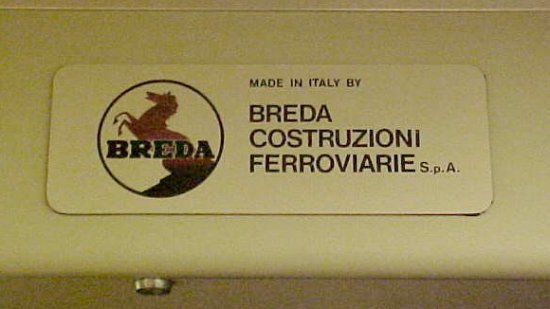 BREDA
MADE IN ITALY BY
BREDA
COSTRUZIONI
FERROVIARIE S.p.A.